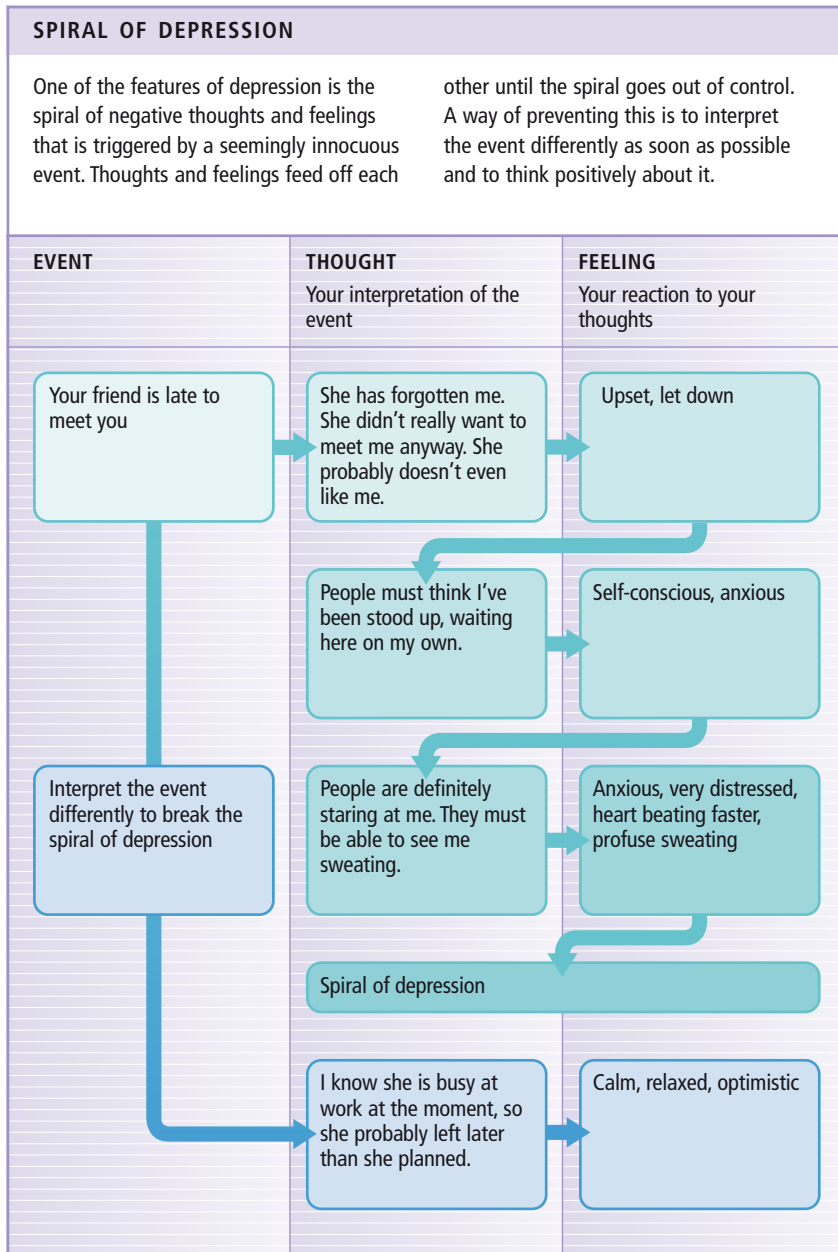 SPIRAL OF DEPRESSION
One of the features of depression is the
spiral of negative thoughts and feelings
that is triggered by a seemingly innocuous
event. Thoughts and feelings feed off each
other until the spiral goes out of control.
A way of preventing this is to interpret
the event differently as soon as possible
and to think positively about it.
EVENT
THOUGHT
Your interpretation of the
event
FEELING
Your reaction to your
thoughts
Your friend is late to
meet you
She has forgotten me.
She didn't really want to
meet me anyway. She
probably doesn't even
like me.
Upset, let down
People must think I've
been stood up, waiting
here on my own.
Self-conscious, anxious
Interpret the event
differently to break the
spiral of depression
People are definitely
staring at me. They must
be able to see me
sweating.
Anxious, very distressed,
heart beating faster,
profuse sweating
Spiral of depression
I know she is busy at
work at the moment, so
she probably left later
than she planned.
Calm, relaxed, optimistic